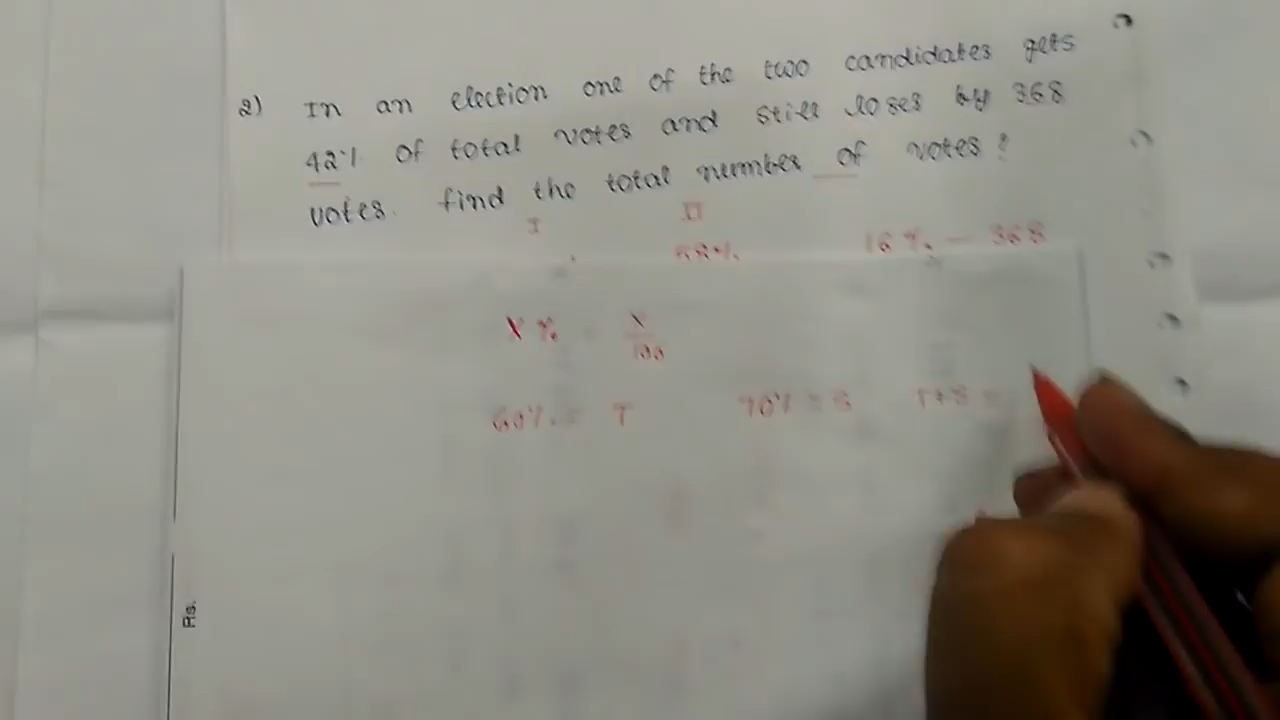 2) In an election one of the two candidates gets
42% of total votes and still loses by 368
votes. find the total number of votes?
I II
58% 16% — 368
X% = X/100
60% = T 70% = S T+S =
Rs.